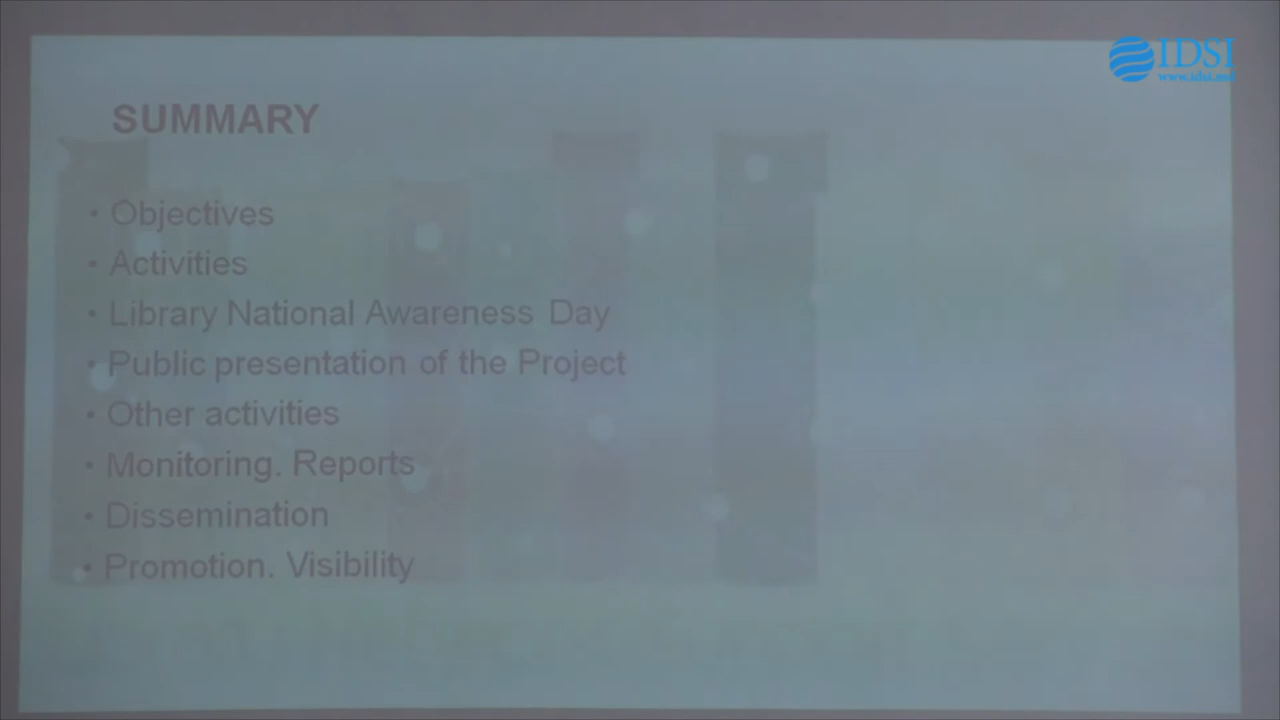 IDSI
www.idsi.md
SUMMARY
• Objectives
• Activities
• Library National Awareness Day
• Public presentation of the Project
• Other activities
• Monitoring. Reports
• Dissemination
• Promotion. Visibility